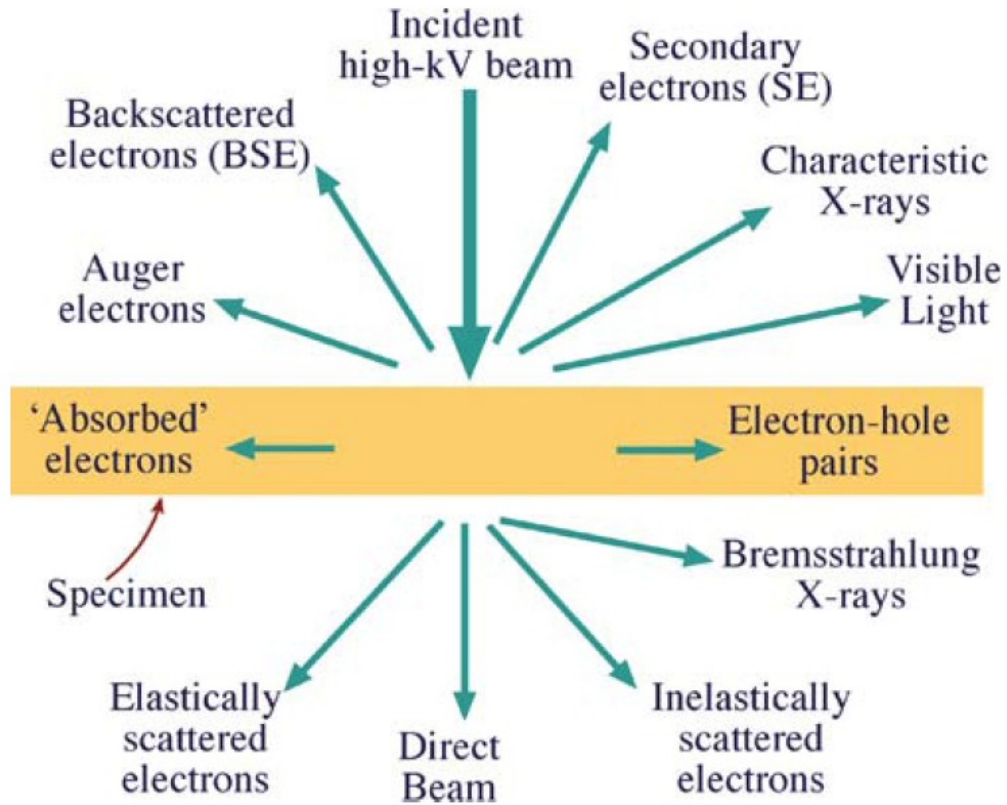 Incident
high-kV beam
Secondary
electrons (SE)
Backscattered
electrons (BSE)
Characteristic
X-rays
Auger
electrons
Visible
Light
‘Absorbed’
electrons
Electron-hole
pairs
Specimen
Bremsstrahlung
X-rays
Elastically
scattered
electrons
Direct
Beam
Inelastically
scattered
electrons